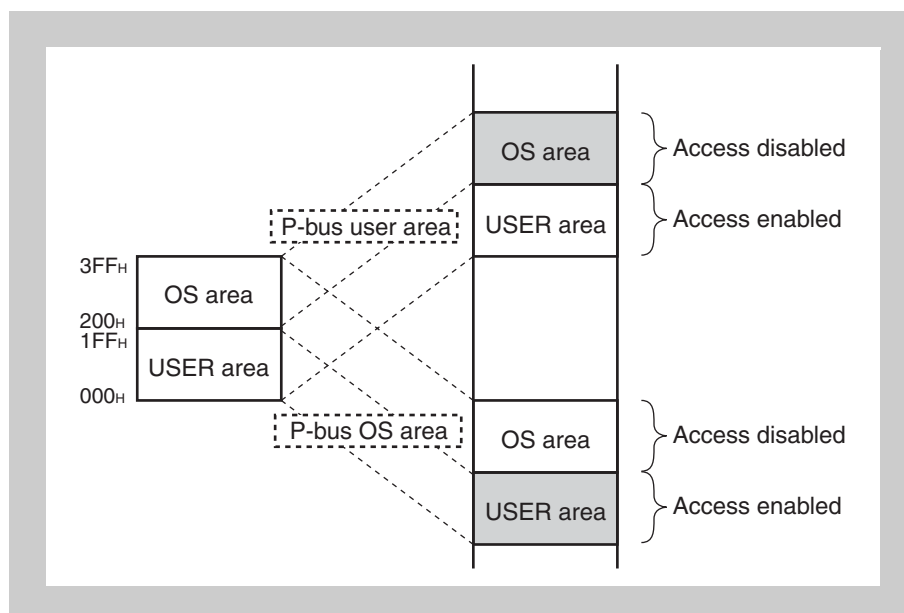 OS area
Access disabled
P-bus user area
USER area
Access enabled
3FFH
OS area
200H
1FFH
USER area
000H
P-bus OS area
OS area
Access disabled
USER area
Access enabled